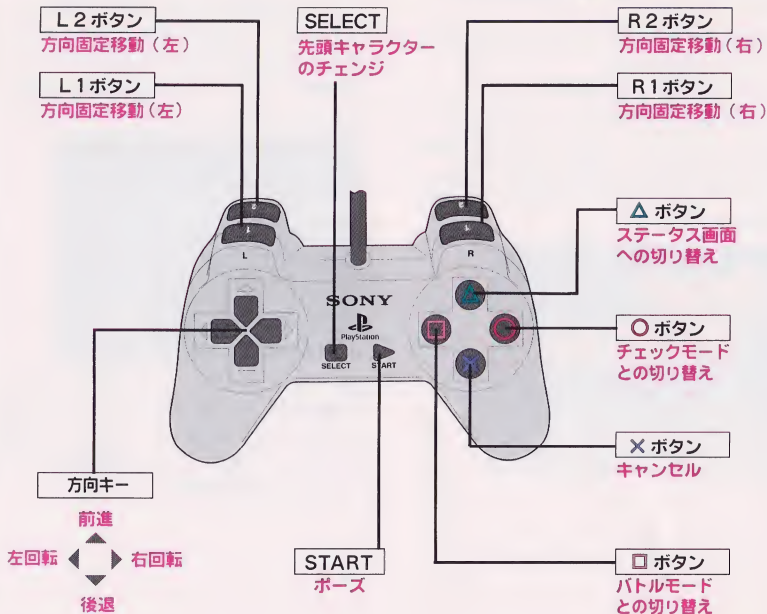 L2ボタン
方向固定移動（左）
L1ボタン
方向固定移動（左）
SELECT
先頭キャラクター
のチェンジ
R2ボタン
方向固定移動（右）
R1ボタン
方向固定移動（右）
△ ボタン
ステータス画面
への切り替え
○ ボタン
チェックモード
との切り替え
× ボタン
キャンセル
□ ボタン
バトルモード
との切り替え
2
1
L
2
1
R
SONY
PlayStation
SELECT
START
方向キー
前進
左回転
右回転
後退
START
ポーズ